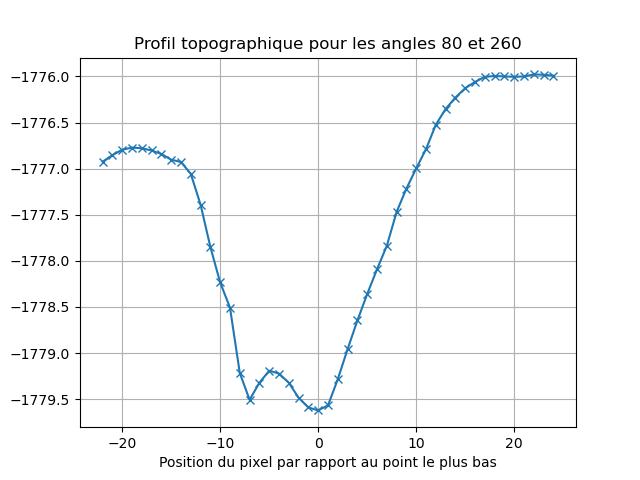 Profil topographique pour les angles 80 et 260
−1776.0
−1776.5
−1777.0
−1777.5
−1778.0
−1778.5
−1779.0
−1779.5
−20 −10 0 10 20
Position du pixel par rapport au point le plus bas